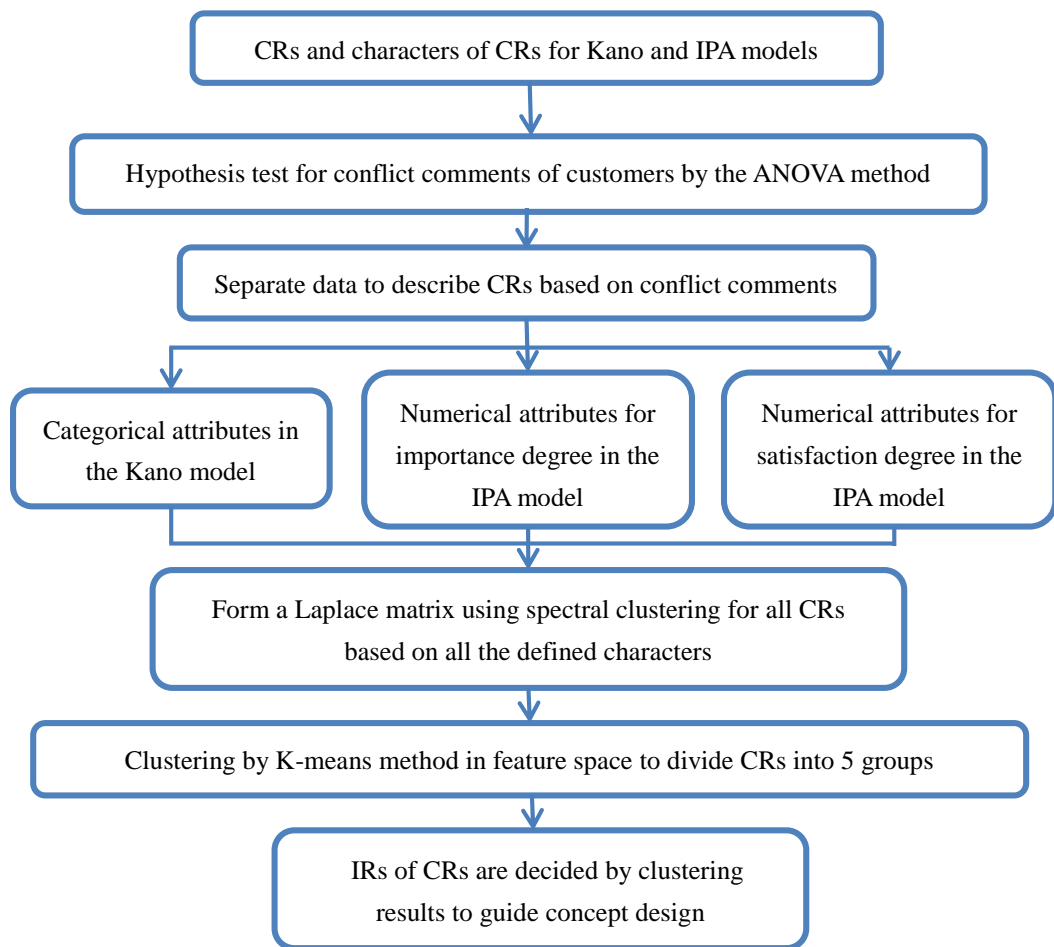 CRs and characters of CRs for Kano and IPA models
Hypothesis test for conflict comments of customers by the ANOVA method
Separate data to describe CRs based on conflict comments
Categorical attributes in
the Kano model
Numerical attributes for
importance degree in the
IPA model
Numerical attributes for
satisfaction degree in the
IPA model
Form a Laplace matrix using spectral clustering for all CRs
based on all the defined characters
Clustering by K-means method in feature space to divide CRs into 5 groups
IRs of CRs are decided by clustering
results to guide concept design